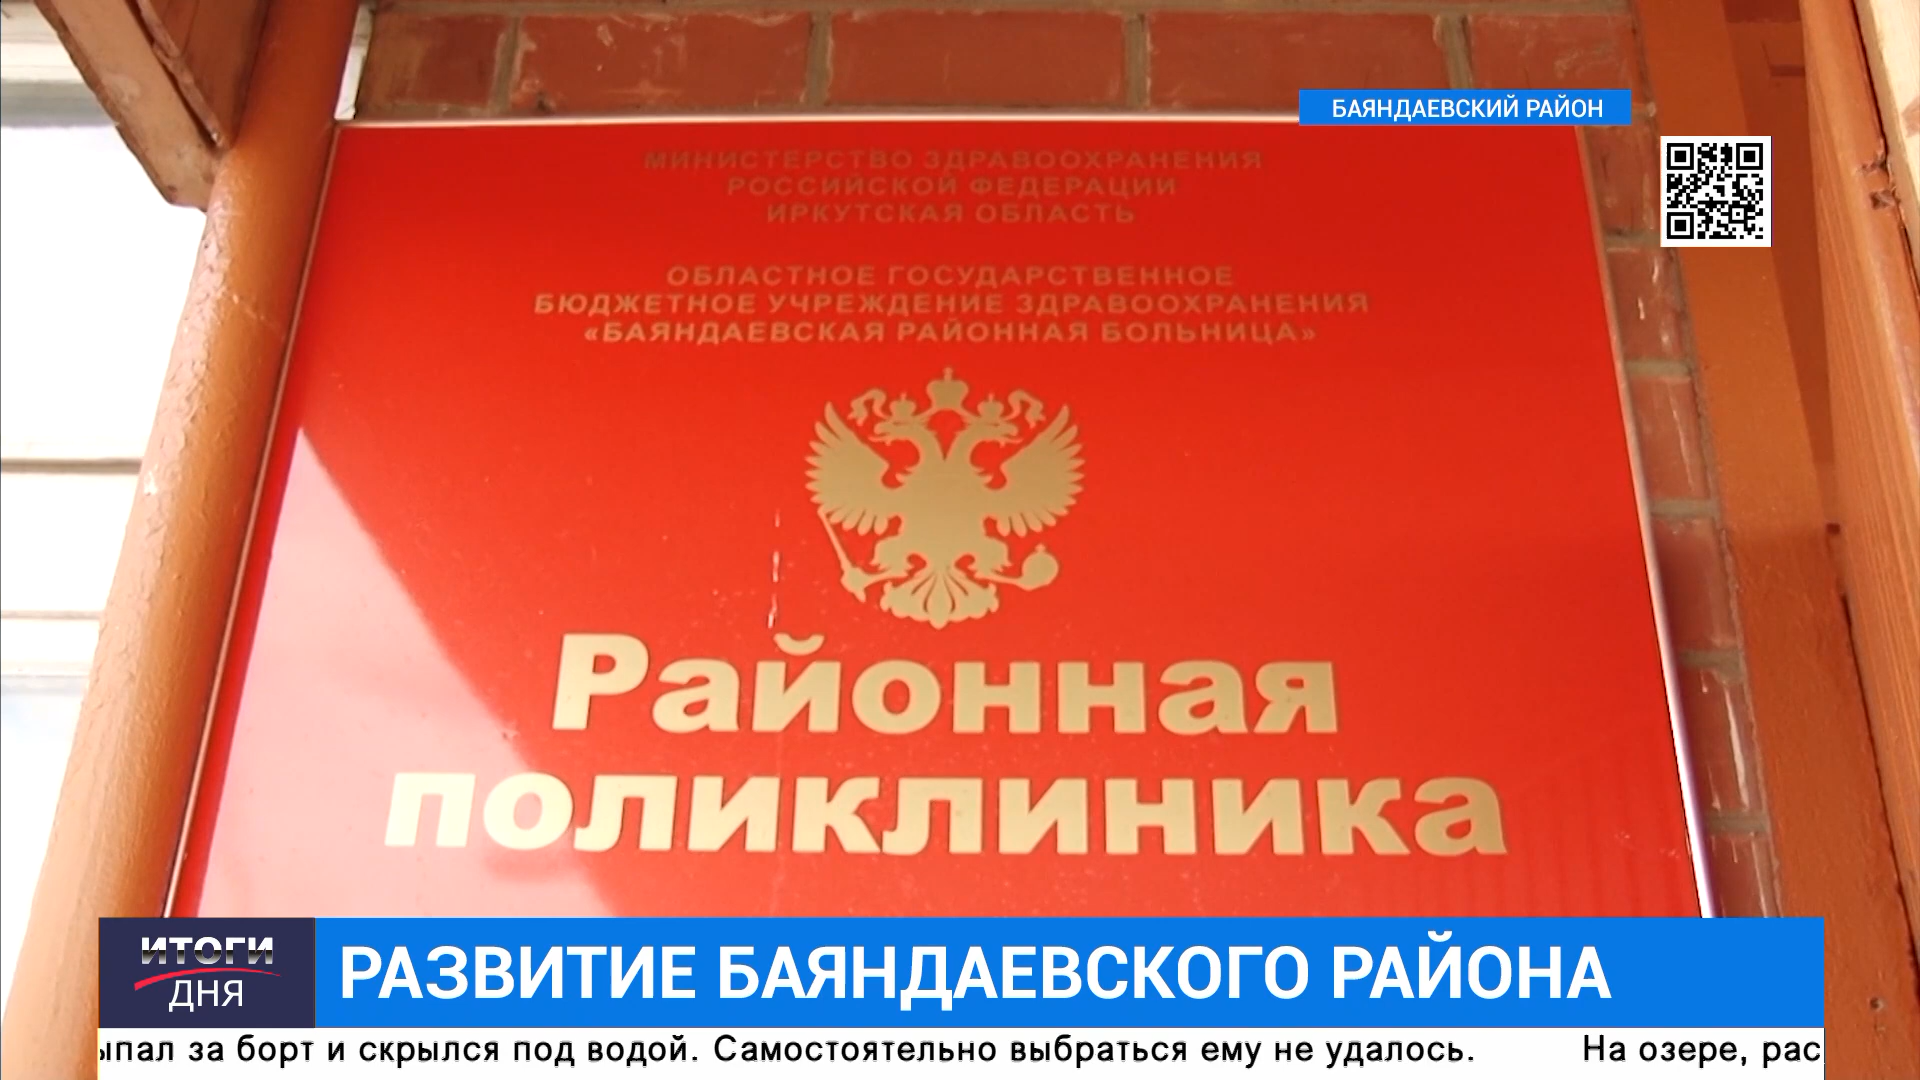 БАЯНДАЕВСКИЙ РАЙОН
МИНИСТЕРСТВО ЗДРАВООХРАНЕНИЯ
РОССИЙСКОЙ ФЕДЕРАЦИИ
ИРКУТСКАЯ ОБЛАСТЬ
ОБЛАСТНОЕ ГОСУДАРСТВЕННОЕ
БЮДЖЕТНОЕ УЧРЕЖДЕНИЕ ЗДРАВООХРАНЕНИЯ
«БАЯНДАЕВСКАЯ РАЙОННАЯ БОЛЬНИЦА»
Районная
поликлиника
ИТОГИ
ДНЯ
РАЗВИТИЕ БАЯНДАЕВСКОГО РАЙОНА
за борт и скрылся под водой. Самостоятельно выбраться ему не удалось. На озере,